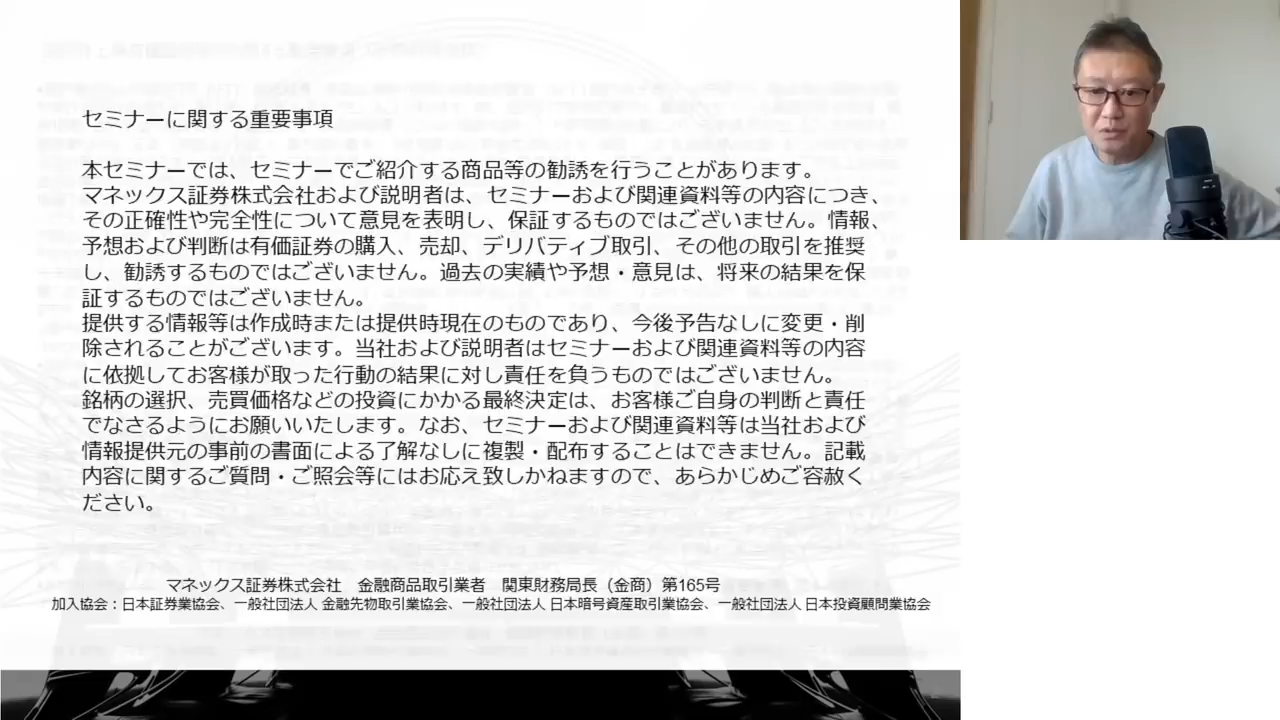 セミナーに関する重要事項
本セミナーでは、セミナーでご紹介する商品等の勧誘を行うことがあります。
マネックス証券株式会社および説明者は、セミナーおよび関連資料等の内容につき、
その正確性や完全性について意見を表明し、保証するものではございません。情報、
予想および判断は有価証券の購入、売却、デリバティブ取引、その他の取引を推奨
し、勧誘するものではございません。過去の実績や予想・意見は、将来の結果を保
証するものではございません。
提供する情報等は作成時または提供時現在のものであり、今後予告なしに変更・削
除されることがございます。当社および説明者はセミナーおよび関連資料等の内容
に依拠してお客様が取った行動の結果に対し責任を負うものではございません。
銘柄の選択、売買価格などの投資にかかる最終決定は、お客様ご自身の判断と責任
でなさるようにお願いいたします。なお、セミナーおよび関連資料等は当社および
情報提供元の事前の書面による了解なしに複製・配布することはできません。記載
内容に関するご質問・ご照会等にはお応え致しかねますので、あらかじめご容赦く
ださい。
マネックス証券株式会社　金融商品取引業者　関東財務局長（金商）第165号
加入協会：日本証券業協会、一般社団法人 金融先物取引業協会、一般社団法人 日本暗号資産取引業協会、一般社団法人 日本投資顧問業協会